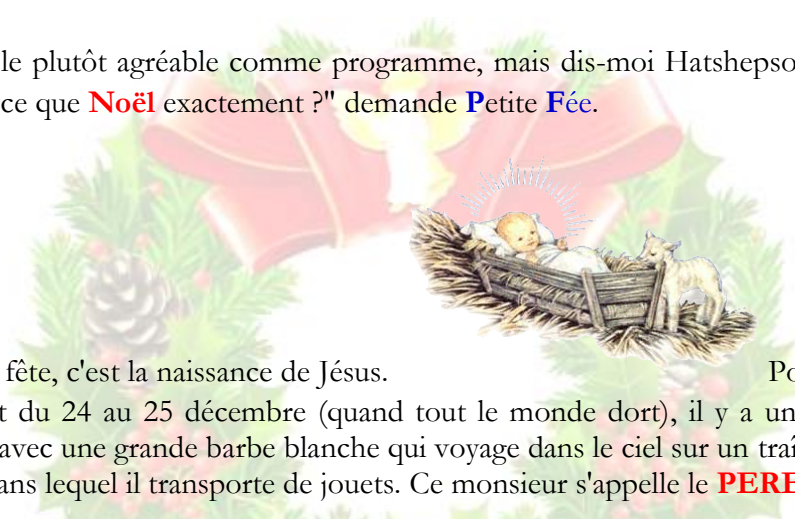 le plutôt agréable comme programme, mais dis-moi Hatshepso
ce que Noël exactement ?" demande Petite Fée.
fête, c'est la naissance de Jésus. Po
t du 24 au 25 décembre (quand tout le monde dort), il y a un
avec une grande barbe blanche qui voyage dans le ciel sur un traî
ans lequel il transporte de jouets. Ce monsieur s'appelle le PERE